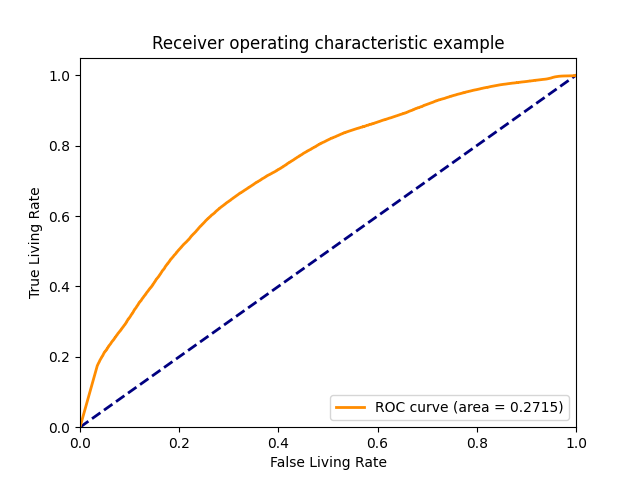 Receiver operating characteristic example
True Living Rate
1.0
0.8
0.6
0.4
0.2
0.0
ROC curve (area = 0.2715)
0.0 0.2 0.4 0.6 0.8 1.0
False Living Rate